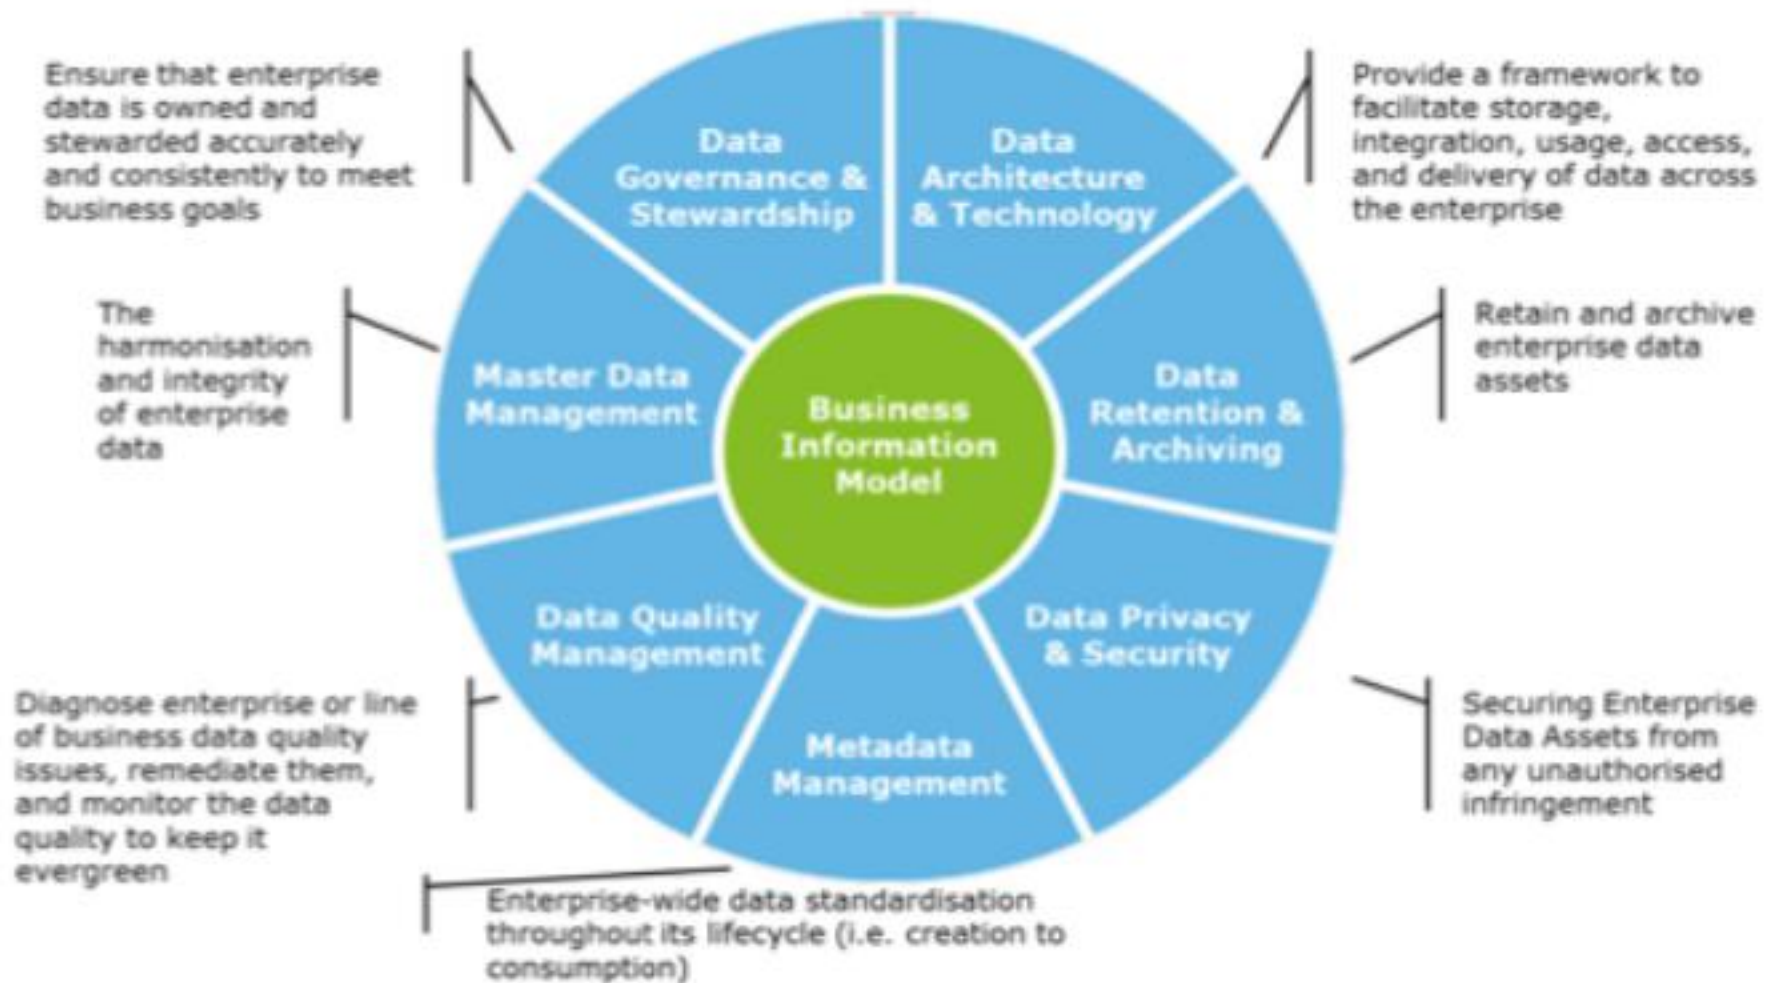 Ensure that enterprise
data is owned and
stewarded accurately
and consistently to meet
business goals
Data
Governance &
Stewardship
Data
Architecture
& Technology
Provide a framework to
facilitate storage,
integration, usage, access,
and delivery of data across
the enterprise
The
harmonisation
and integrity
of enterprise
data
Master Data
Management
Business
Information
Model
Data
Retention &
Archiving
Retain and archive
enterprise data
assets
Data Quality
Management
Data Privacy
& Security
Diagnose enterprise or line
of business data quality
issues, remediate them,
and monitor the data
quality to keep it
evergreen
Metadata
Management
Securing Enterprise
Data Assets from
any unauthorised
infringement
Enterprise-wide data standardisation
throughout its lifecycle (i.e. creation to
consumption)